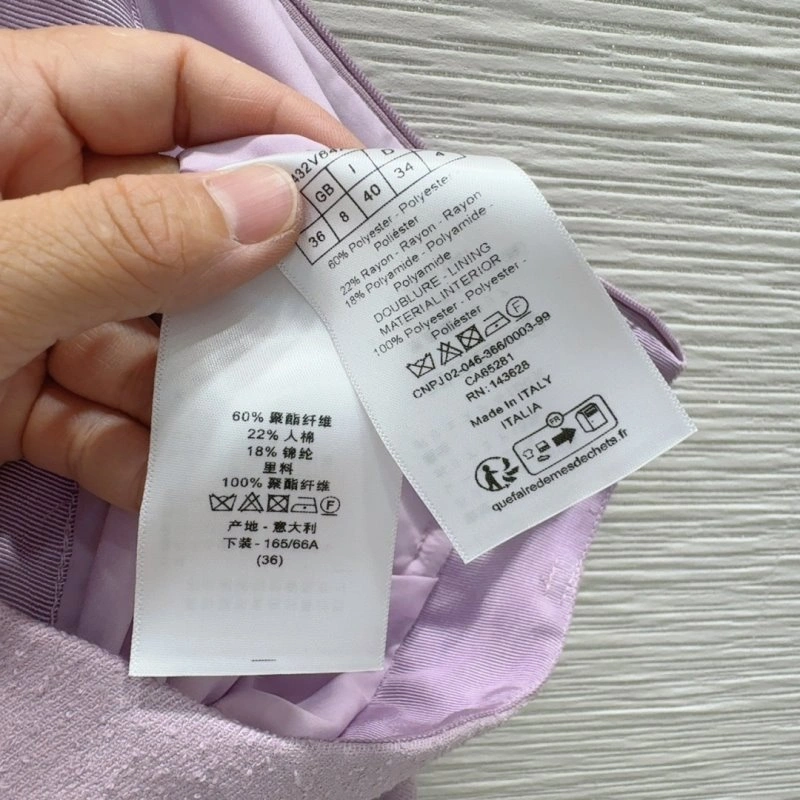 60% 聚酯纤维
22% 人棉
18% 锦纶
里料
100% 聚酯纤维
F
产地 - 意大利
下装 - 165/66A
(36)
GB I
36 8 40 34
60% Polyester - Polyester
Poliéster
22% Rayon - Rayon - Rayon
18% Polyamide - Polyamide -
Polyamide
DOUBLURE - LINING
MATERIAL INTERIOR
100% Polyester - Polyester -
Poliéster
F
CNPJ 02-046-366/0003-99
CA65281
RN: 143628
Made In ITALY
ITALIA
FR
quefairedemesdechets.fr